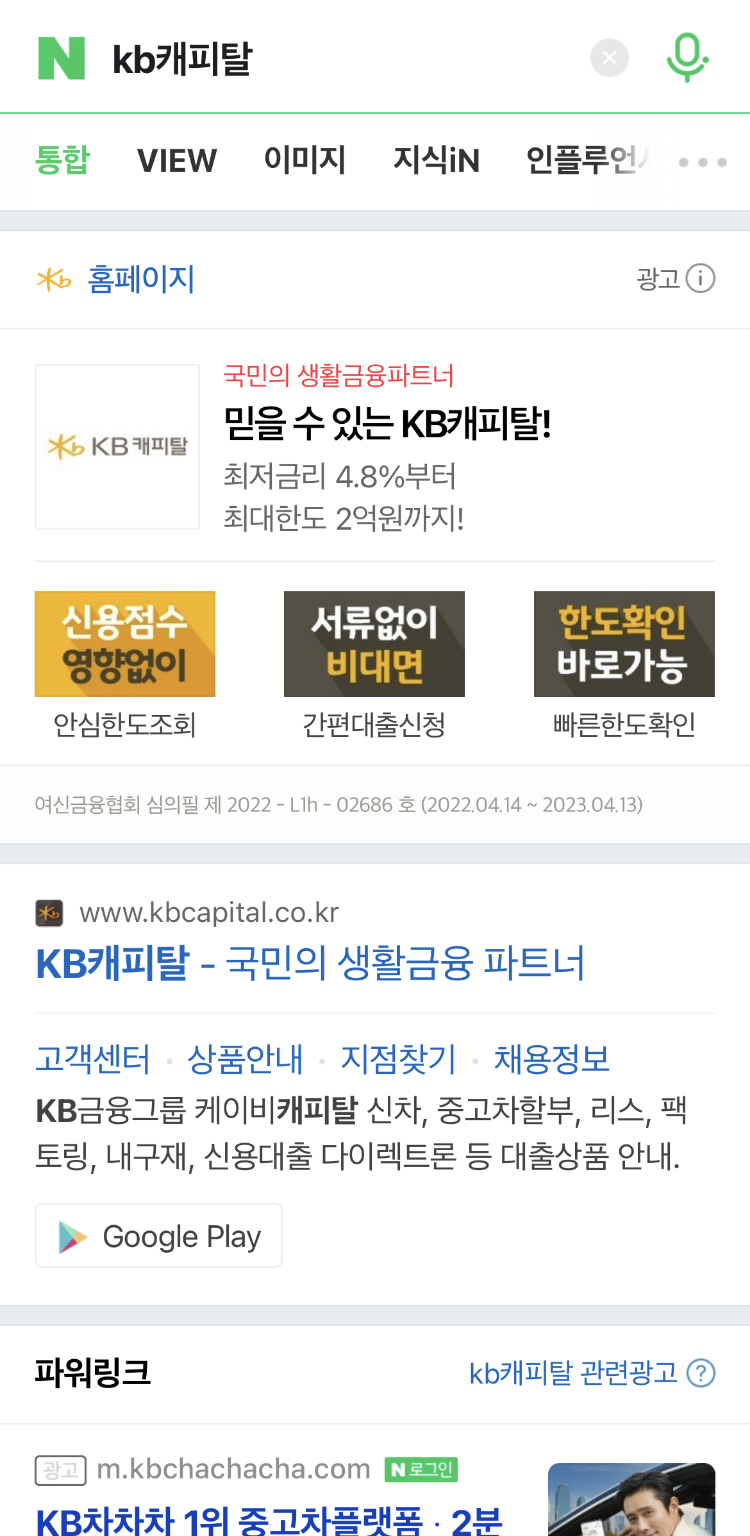 N kb캐피탈
통합 VIEW 이미지 지식iN 인플루언
Kb 홈페이지 광고 i
국민의 생활금융파트너
믿을 수 있는 KB캐피탈!
Kb KB캐피탈
최저금리 4.8%부터
최대한도 2억원까지!
신용점수
영향없이
서류없이
비대면
한도확인
바로가능
안심한도조회 간편대출신청 빠른한도확인
여신금융협회 심의필 제 2022 - L1h - 02686 호 (2022.04.14 ~ 2023.04.13)
www.kbcapital.co.kr
KB캐피탈 - 국민의 생활금융 파트너
고객센터 · 상품안내 · 지점찾기 · 채용정보
KB금융그룹 케이비캐피탈 신차, 중고차할부, 리스, 팩
토링, 내구재, 신용대출 다이렉트론 등 대출상품 안내.
Google Play
파워링크 kb캐피탈 관련광고 ?
광고 m.kbchachacha.com N 로그인
KB차차차 1위 중고차플랫폼 · 2분